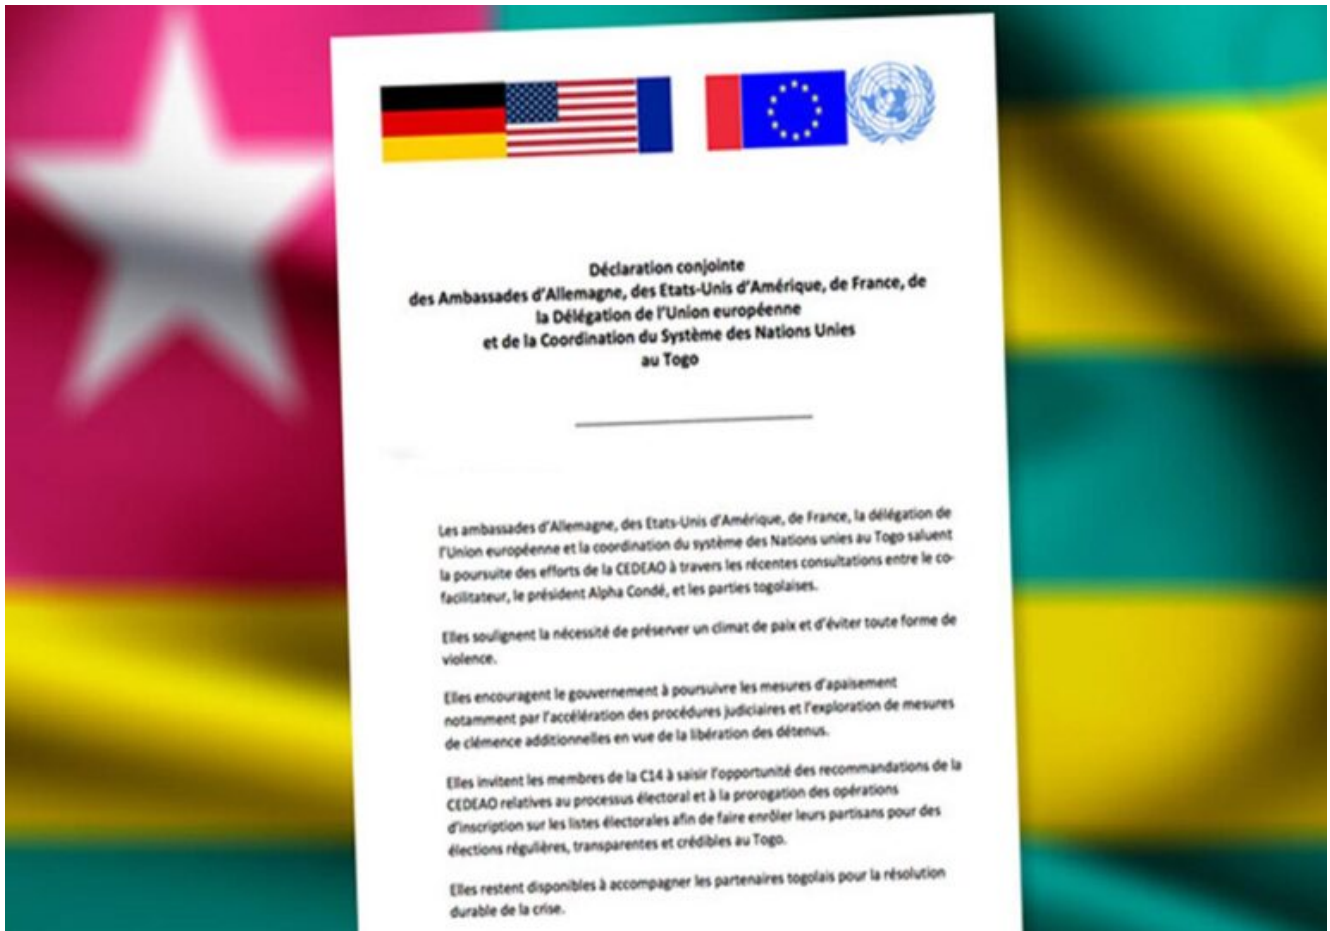 Déclaration conjointe
des Ambassades d'Allemagne, des Etats-Unis d'Amérique, de France, de
la Délégation de l'Union européenne
et de la Coordination du Système des Nations Unies
au Togo
Les ambassades d'Allemagne, des Etats-Unis d'Amérique, de France, la délégation de
l'Union européenne et la coordination du système des Nations unies au Togo saluent
la poursuite des efforts de la CEDEAO à travers les récentes consultations entre le co-
facilitateur, le président Alpha Condé, et les parties togolaises.
Elles soulignent la nécessité de préserver un climat de paix et d'éviter toute forme de
violence.
Elles encouragent le gouvernement à poursuivre les mesures d'apaisement
notamment par l'accélération des procédures judiciaires et l'exploration de mesures
de clémence additionnelles en vue de la libération des détenus.
Elles invitent les membres de la C14 à saisir l'opportunité des recommandations de la
CEDEAO relatives au processus électoral et à la prorogation des opérations
d'inscription sur les listes électorales afin de faire enrôler leurs partisans pour des
élections régulières, transparentes et crédibles au Togo.
Elles restent disponibles à accompagner les partenaires togolais pour la résolution
durable de la crise.